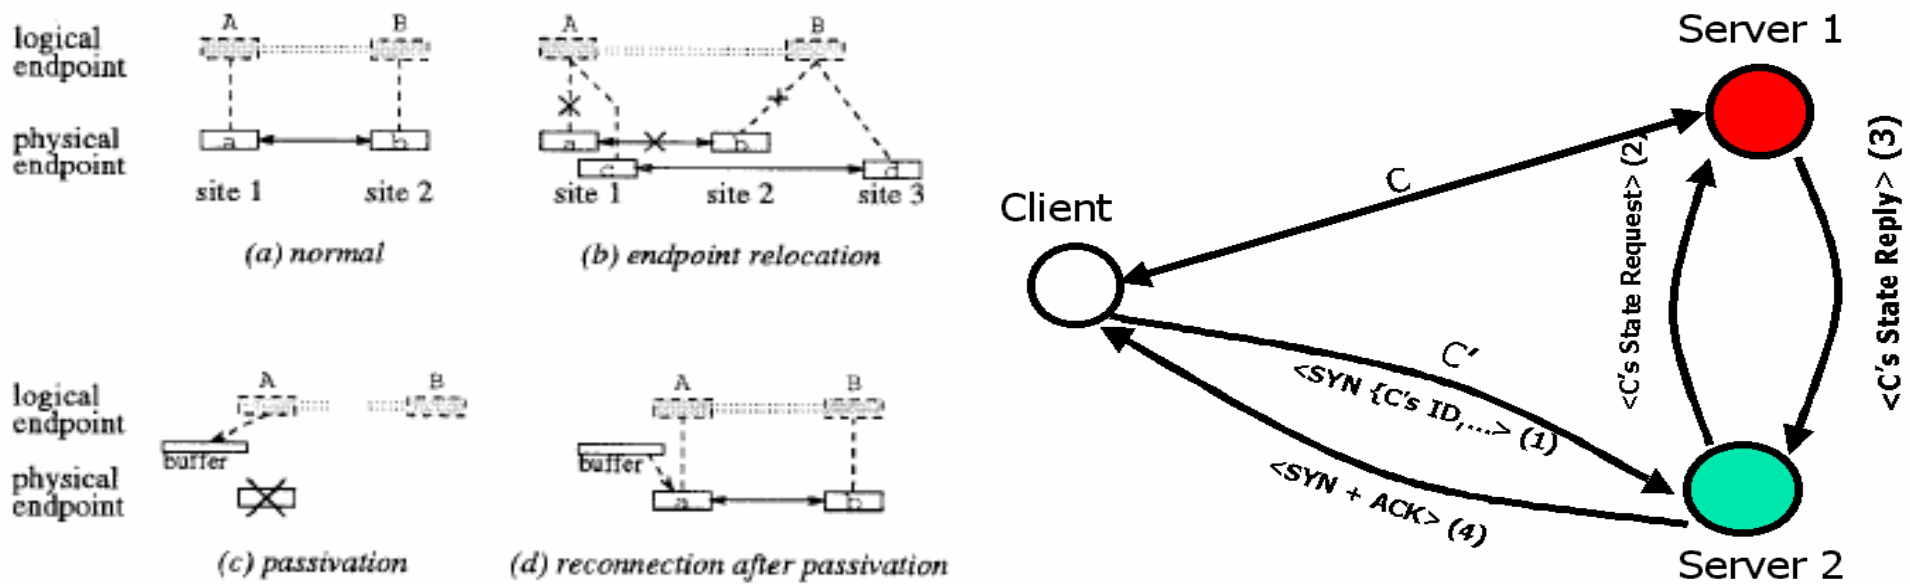 A B
logical
endpoint
physical
endpoint
a b
site 1 site 2
(a) normal
A B
a b
c d
site 1 site 2 site 3
(b) endpoint relocation
logical
endpoint
A B
buffer
physical
endpoint
(c) passivation
A B
buffer
a b
(d) reconnection after passivation
Server 1
Client
C
<C's State Request> (2)
<C's State Reply> (3)
C'
<SYN {C's ID,...> (1)
<SYN + ACK> (4)
Server 2